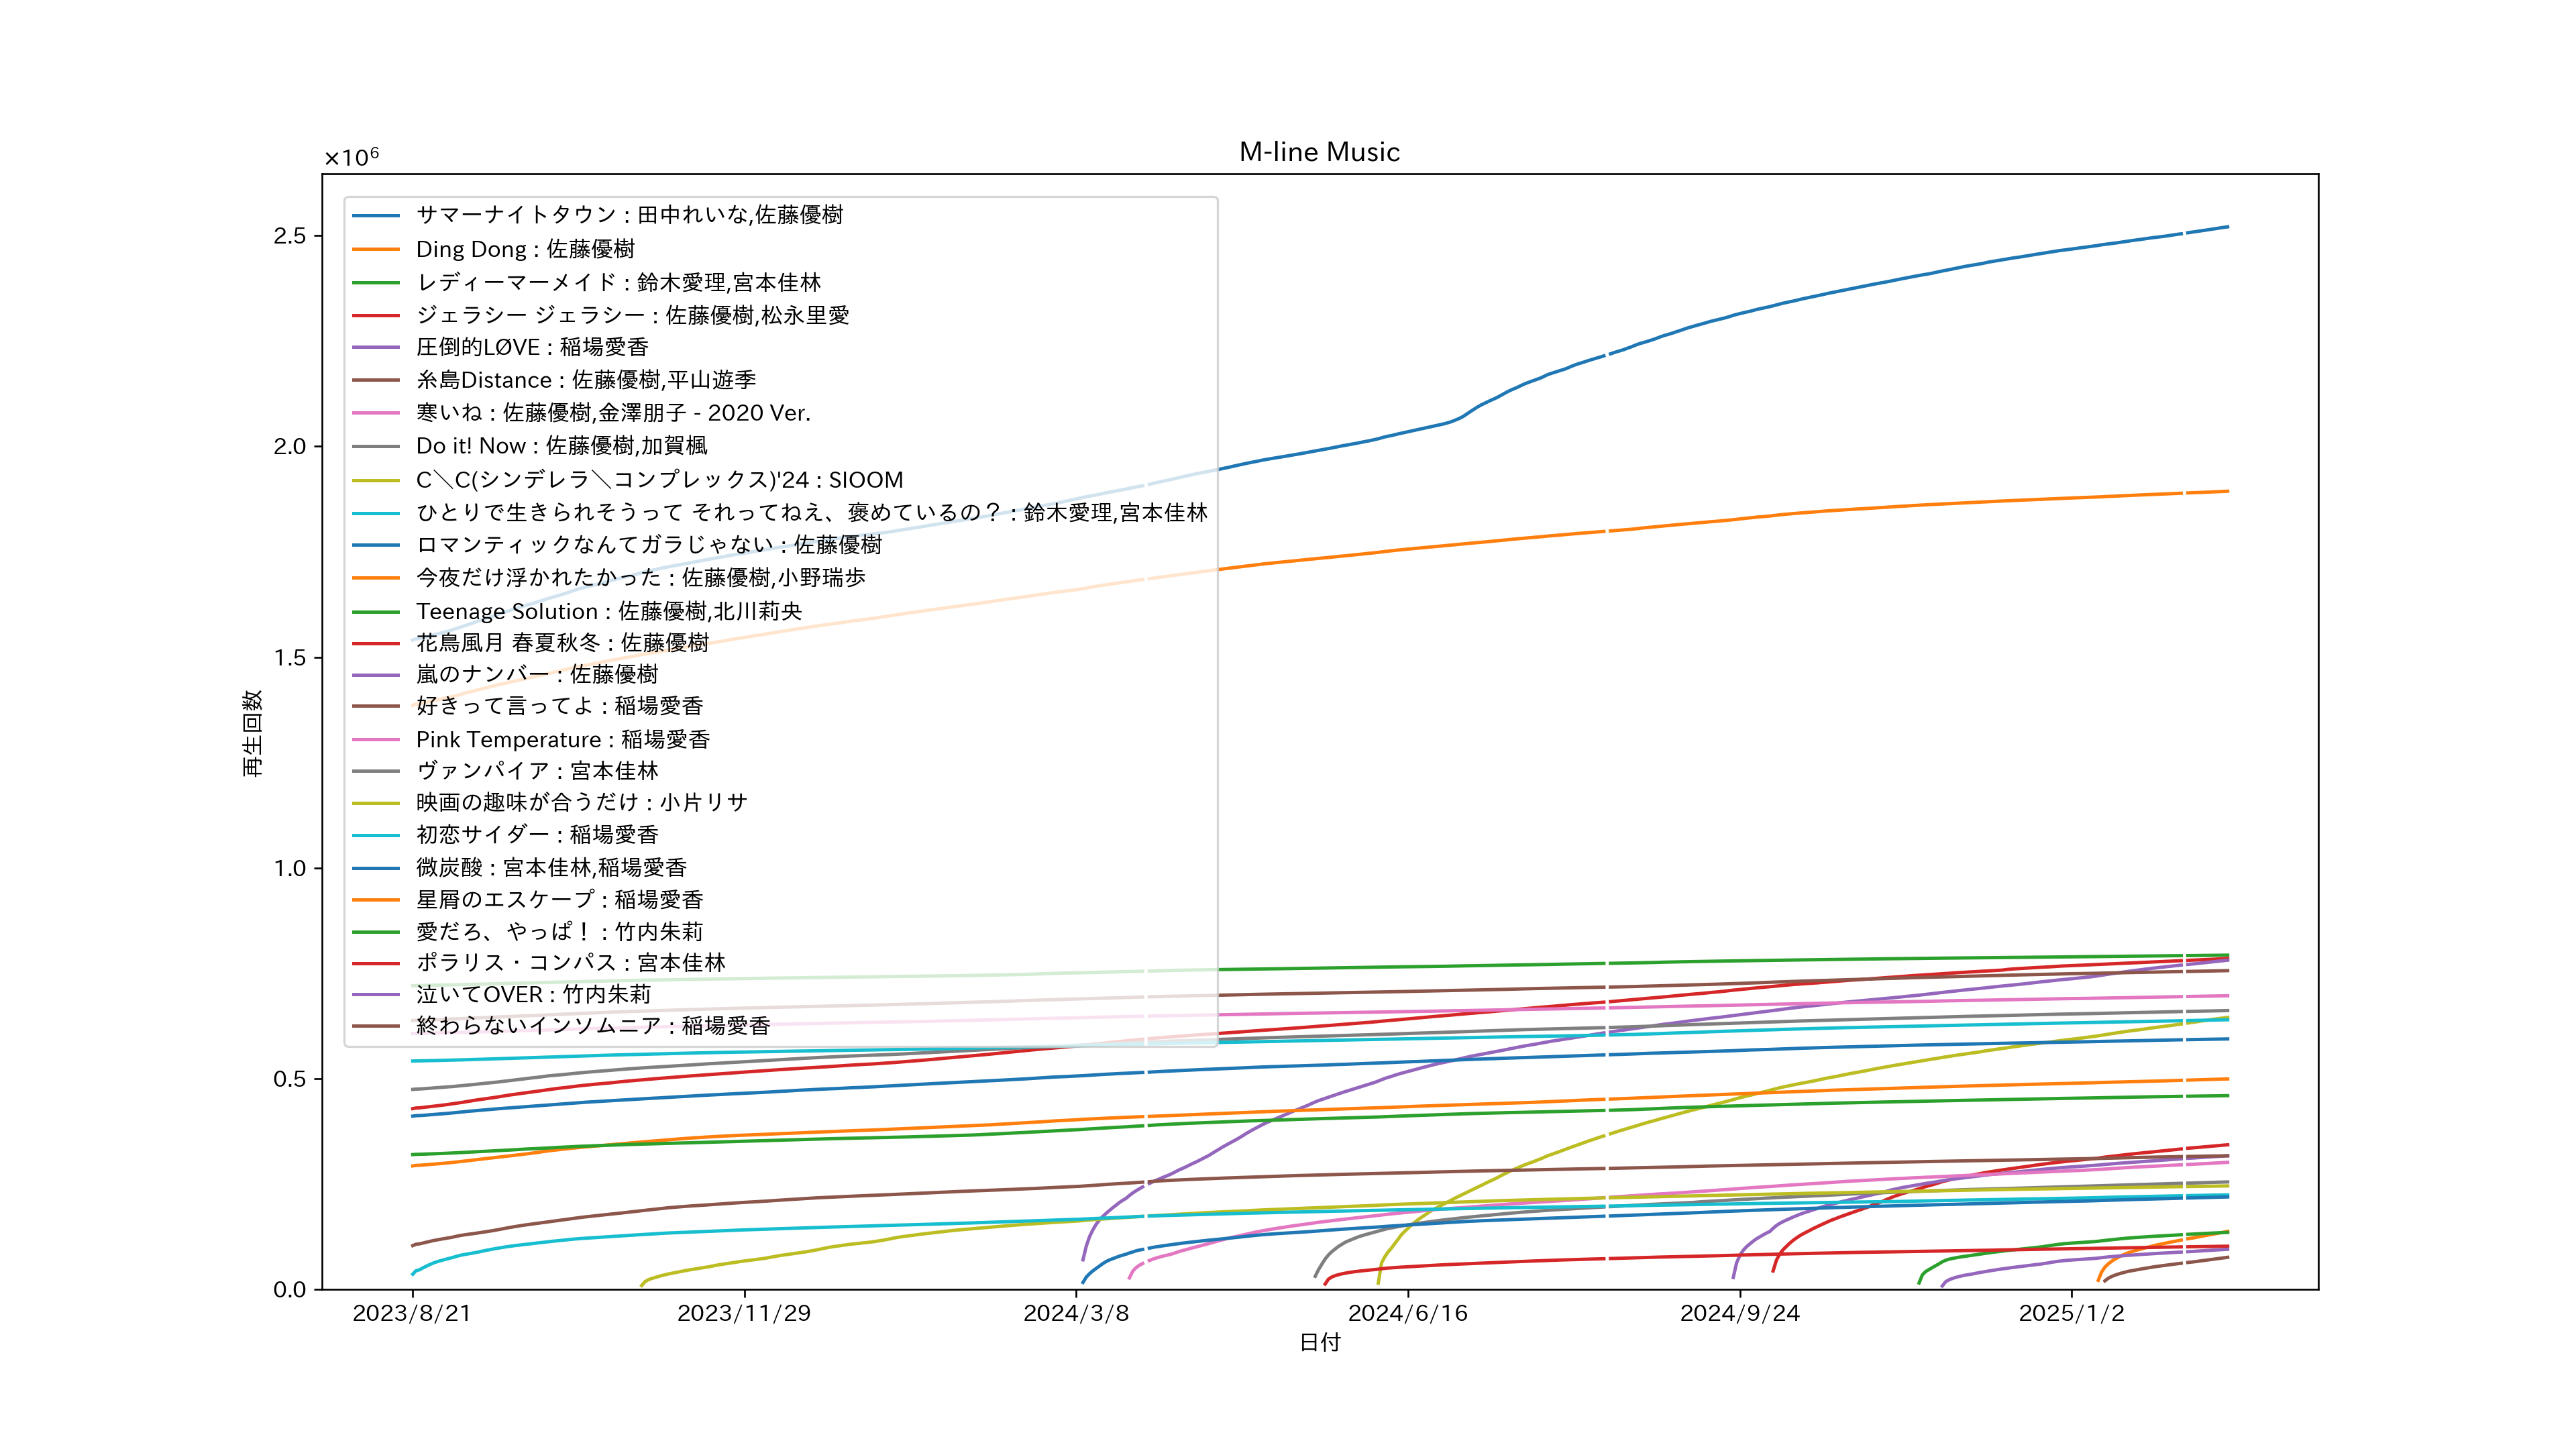 M-line Music
×10⁶
サマーナイトタウン : 田中れいな,佐藤優樹
Ding Dong : 佐藤優樹
レディーマーメイド : 鈴木愛理,宮本佳林
ジェラシー ジェラシー : 佐藤優樹,松永里愛
圧倒的LØVE : 稲場愛香
糸島Distance : 佐藤優樹,平山遊季
寒いね : 佐藤優樹,金澤朋子 - 2020 Ver.
Do it! Now : 佐藤優樹,加賀楓
C＼C(シンデレラ＼コンプレックス)'24 : SIOOM
ひとりで生きられそうって それってねえ、褒めているの？ : 鈴木愛理,宮本佳林
ロマンティックなんてガラじゃない : 佐藤優樹
今夜だけ浮かれたかった : 佐藤優樹,小野瑞歩
Teenage Solution : 佐藤優樹,北川莉央
花鳥風月 春夏秋冬 : 佐藤優樹
嵐のナンバー : 佐藤優樹
好きって言ってよ : 稲場愛香
Pink Temperature : 稲場愛香
ヴァンパイア : 宮本佳林
映画の趣味が合うだけ : 小片リサ
初恋サイダー : 稲場愛香
微炭酸 : 宮本佳林,稲場愛香
星屑のエスケープ : 稲場愛香
愛だろ、やっぱ！ : 竹内朱莉
ポラリス・コンパス : 宮本佳林
泣いてOVER : 竹内朱莉
終わらないインソムニア : 稲場愛香
2.5
2.0
1.5
1.0
0.5
0.0
再生回数
2023/8/21
2023/11/29
2024/3/8
2024/6/16
2024/9/24
2025/1/2
日付